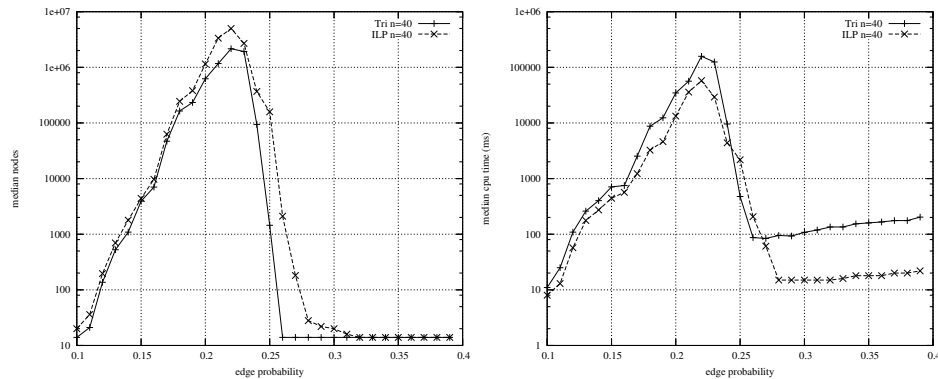 1e+07
1e+06
100000
10000
1000
100
10
0.1
0.15
0.2
0.25
0.3
0.35
0.4
median nodes
edge probability
Tri n=40
ILP n=40
1e+06
100000
10000
1000
100
10
1
0.1
0.15
0.2
0.25
0.3
0.35
0.4
median cpu time (ms)
edge probability
Tri n=40
ILP n=40